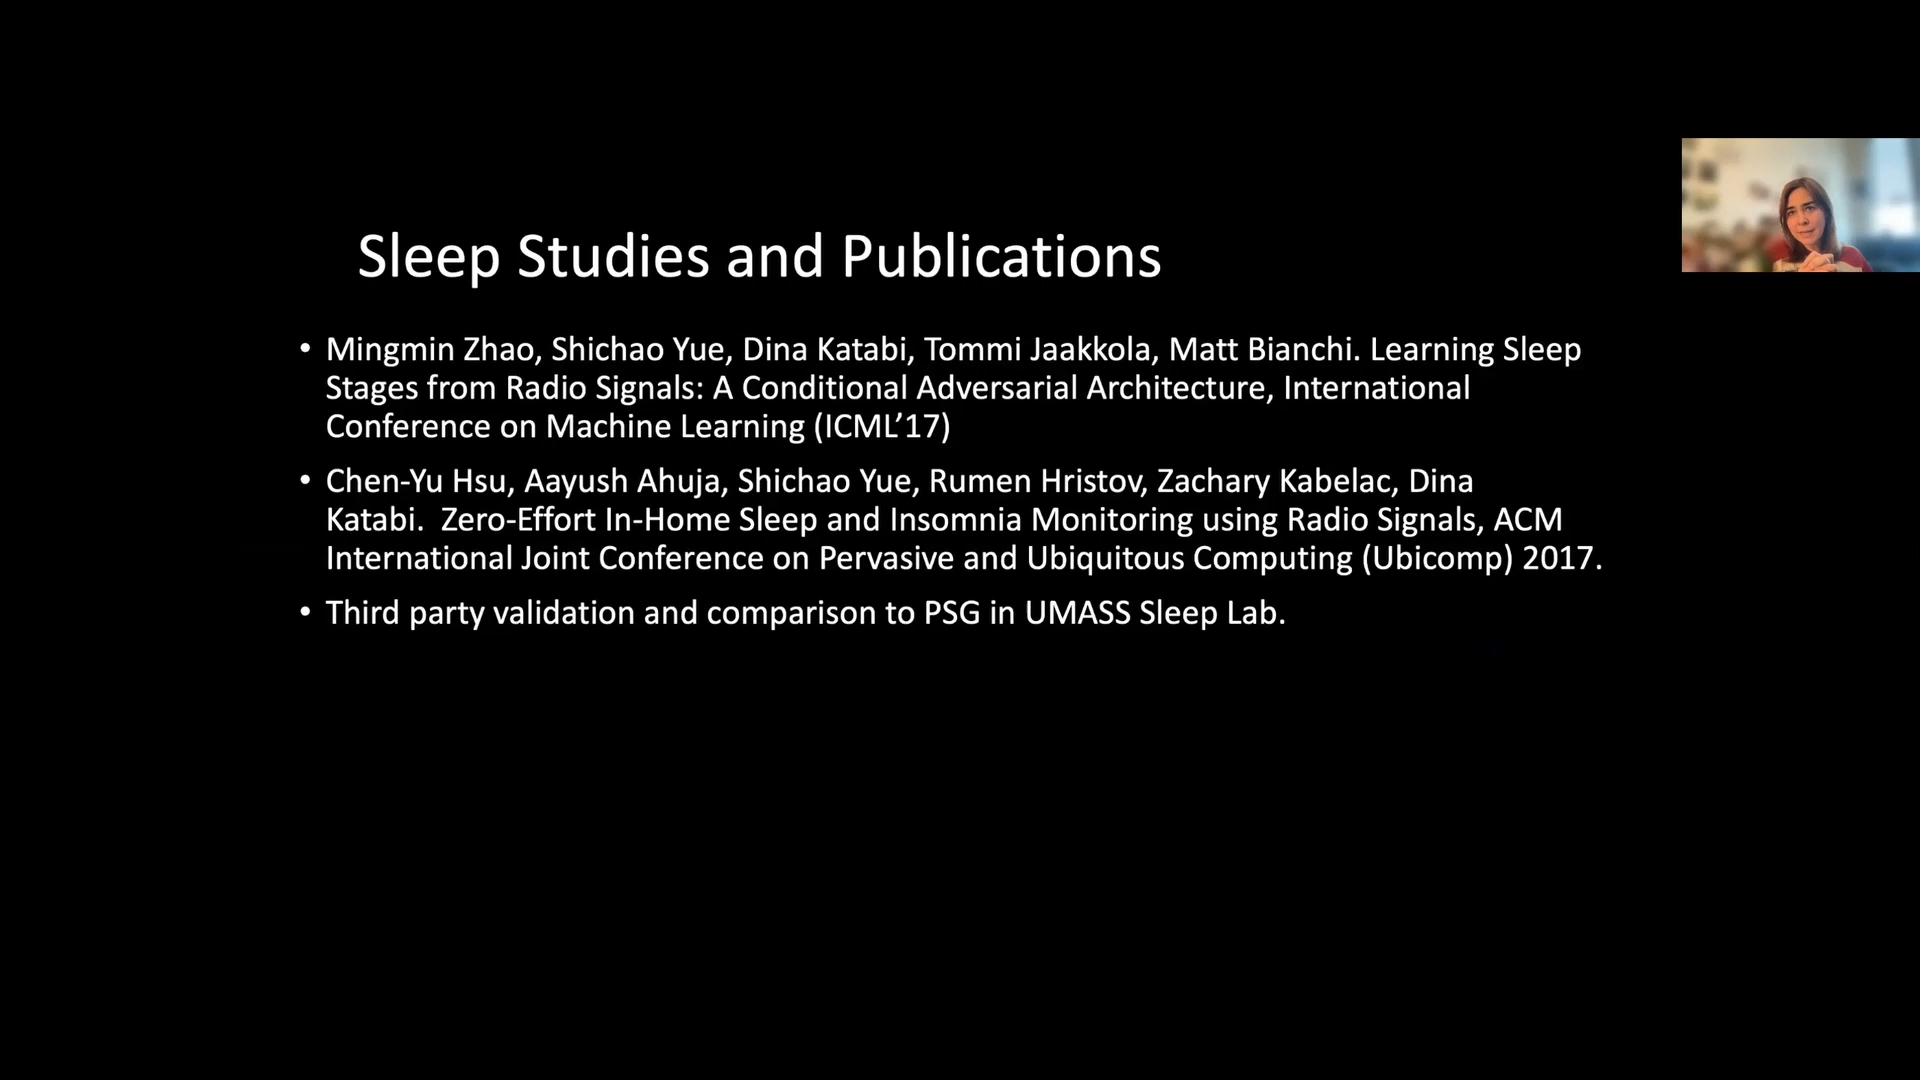 Sleep Studies and Publications
• Mingmin Zhao, Shichao Yue, Dina Katabi, Tommi Jaakkola, Matt Bianchi. Learning Sleep
Stages from Radio Signals: A Conditional Adversarial Architecture, International
Conference on Machine Learning (ICML’17)
• Chen-Yu Hsu, Aayush Ahuja, Shichao Yue, Rumen Hristov, Zachary Kabelac, Dina
Katabi.  Zero-Effort In-Home Sleep and Insomnia Monitoring using Radio Signals, ACM
International Joint Conference on Pervasive and Ubiquitous Computing (Ubicomp) 2017.
• Third party validation and comparison to PSG in UMASS Sleep Lab.